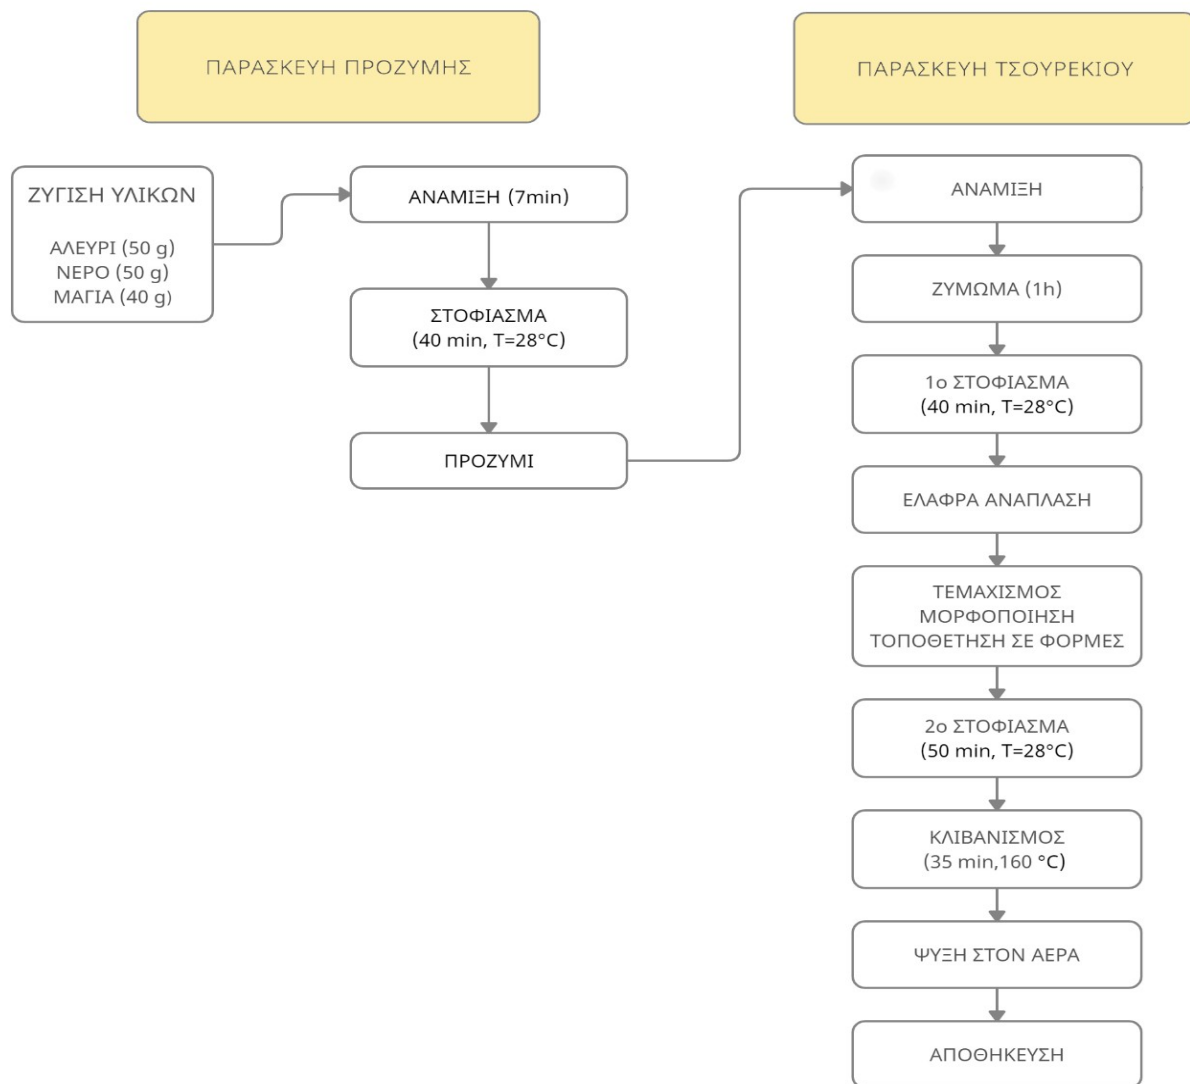 ΠΑΡΑΣΚΕΥΗ ΠΡΟΖΥΜΗΣ
ΖΥΓΙΣΗ ΥΛΙΚΩΝ
ΑΛΕΥΡΙ (50 g)
ΝΕΡΟ (50 g)
ΜΑΓΙΑ (40 g)
ΑΝΑΜΙΞΗ (7min)
ΣΤΟΦΙΑΣΜΑ
(40 min, T=28°C)
ΠΡΟΖΥΜΙ
ΠΑΡΑΣΚΕΥΗ ΤΣΟΥΡΕΚΙΟΥ
ΑΝΑΜΙΞΗ
ΖΥΜΩΜΑ (1h)
1ο ΣΤΟΦΙΑΣΜΑ
(40 min, T=28°C)
ΕΛΑΦΡΑ ΑΝΑΠΛΑΣΗ
ΤΕΜΑΧΙΣΜΟΣ
ΜΟΡΦΟΠΟΙΗΣΗ
ΤΟΠΟΘΕΤΗΣΗ ΣΕ ΦΟΡΜΕΣ
2ο ΣΤΟΦΙΑΣΜΑ
(50 min, T=28°C)
ΚΛΙΒΑΝΙΣΜΟΣ
(35 min,160 °C)
ΨΥΞΗ ΣΤΟΝ ΑΕΡΑ
ΑΠΟΘΗΚΕΥΣΗ